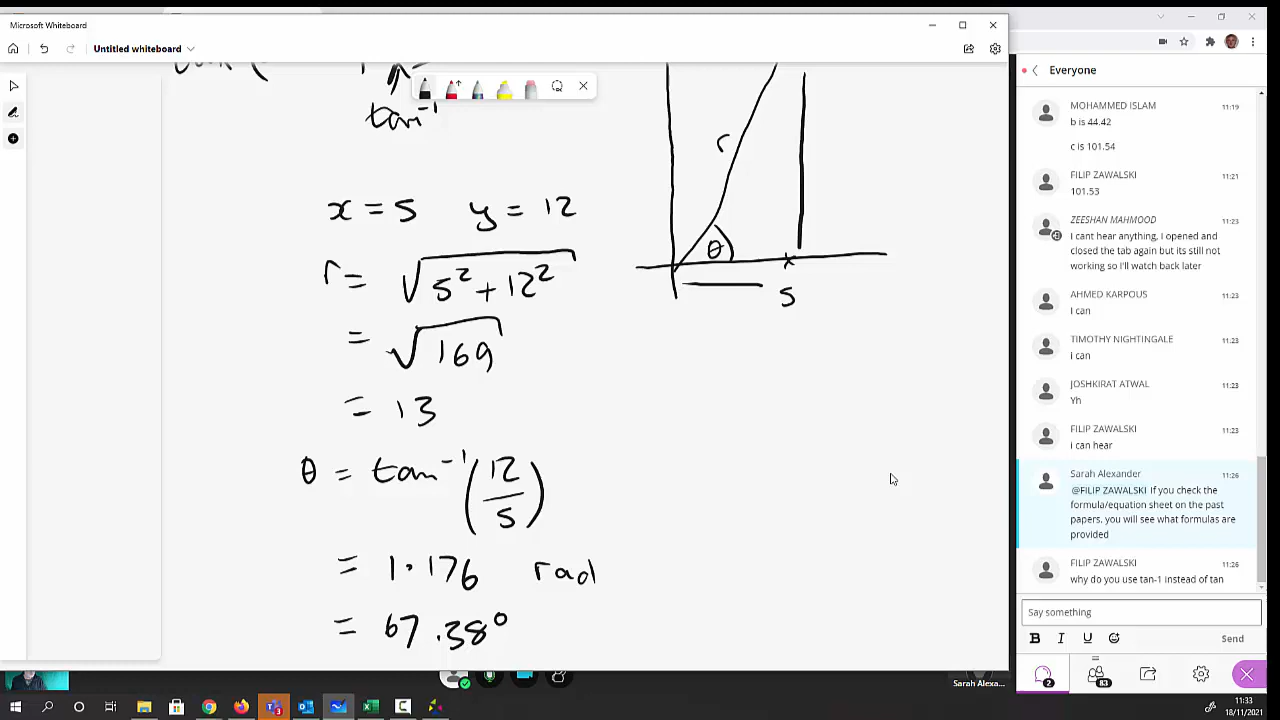 Microsoft Whiteboard
Untitled whiteboard
tan⁻¹
x = 5 y = 12
r = √5² + 12²
= √169
= 13
θ = tan⁻¹ (12/5)
= 1.176 rad
= 67.38°
r
θ
5
Everyone
MOHAMMED ISLAM 11:19
b is 44.42
c is 101.54
FILIP ZAWALSKI 11:21
101.53
ZEESHAN MAHMOOD 11:23
I cant hear anything, I opened and
closed the tab again but its still not
working so I'll watch back later
AHMED KARPOUS 11:23
I can
TIMOTHY NIGHTINGALE 11:23
i can
JOSHKIRAT ATWAL 11:23
Yh
FILIP ZAWALSKI 11:23
i can hear
Sarah Alexander 11:26
@FILIP ZAWALSKI If you check the
formula/equation sheet on the past
papers. you will see what formulas are
provided
FILIP ZAWALSKI 11:26
why do you use tan-1 instead of tan
Say something
B I U Send
2
83
Sarah Alexa...
11:33
18/11/2021